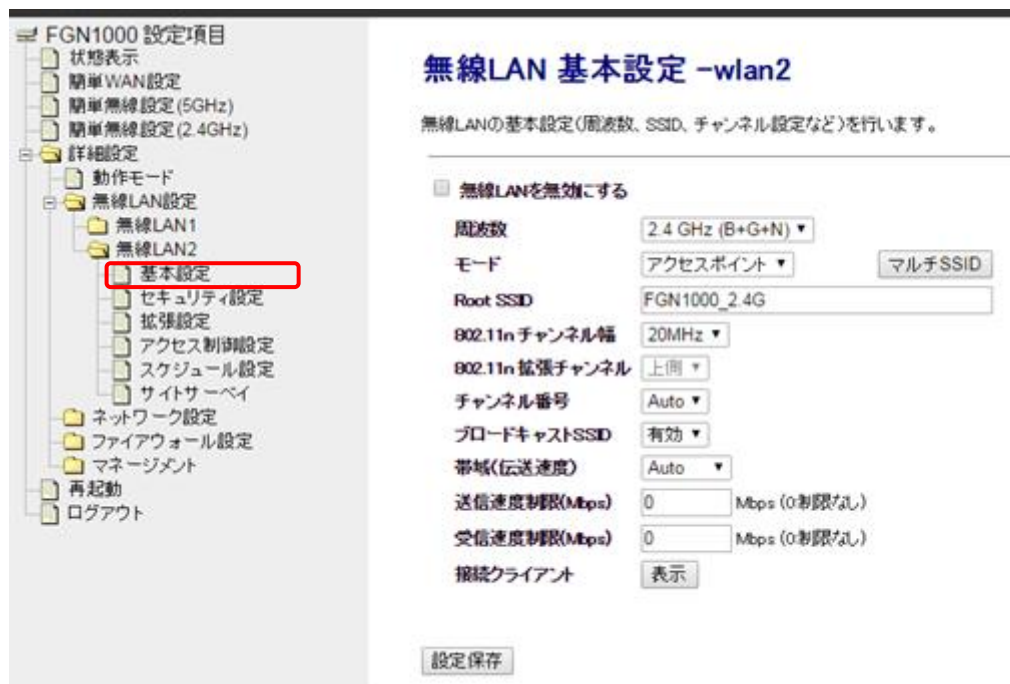 FGN1000 設定項目
状態表示
簡単WAN設定
簡単無線設定(5GHz)
簡単無線設定(2.4GHz)
詳細設定
動作モード
無線LAN設定
無線LAN1
無線LAN2
基本設定
セキュリティ設定
拡張設定
アクセス制御設定
スケジュール設定
サイトサーベイ
ネットワーク設定
ファイアウォール設定
マネージメント
再起動
ログアウト
無線LAN 基本設定 -wlan2
無線LANの基本設定(周波数、SSID、チャンネル設定など)を行います。
無線LANを無効にする
周波数 2.4 GHz (B+G+N)
モード アクセスポイント マルチSSID
Root SSID FGN1000_2.4G
802.11n チャンネル幅 20MHz
802.11n 拡張チャンネル 上側
チャンネル番号 Auto
ブロードキャストSSID 有効
帯域(伝送速度) Auto
送信速度制限(Mbps) 0 Mbps (0:制限なし)
受信速度制限(Mbps) 0 Mbps (0:制限なし)
接続クライアント 表示
設定保存